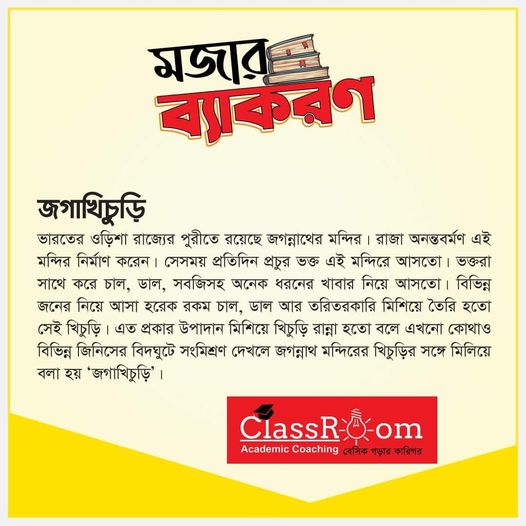 মজার
ব্যাকরণ
জগাখিচুড়ি
ভারতের ওড়িশা রাজ্যের পুরীতে রয়েছে জগন্নাথের মন্দির। রাজা অনন্তবর্মণ এই
মন্দির নির্মাণ করেন। সেসময় প্রতিদিন প্রচুর ভক্ত এই মন্দিরে আসতো। ভক্তরা
সাথে করে চাল, ডাল, সবজিসহ অনেক ধরনের খাবার নিয়ে আসতো। বিভিন্ন
জনের নিয়ে আসা হরেক রকম চাল, ডাল আর তরিতরকারি মিশিয়ে তৈরি হতো
সেই খিচুড়ি। এত প্রকার উপাদান মিশিয়ে খিচুড়ি রান্না হতো বলে এখনো কোথাও
বিভিন্ন জিনিসের বিদঘুটে সংমিশ্রণ দেখলে জগন্নাথ মন্দিরের খিচুড়ির সঙ্গে মিলিয়ে
বলা হয় ‘জগাখিচুড়ি’।
ClassRoom
Academic Coaching বেসিক গড়ার কারিগর